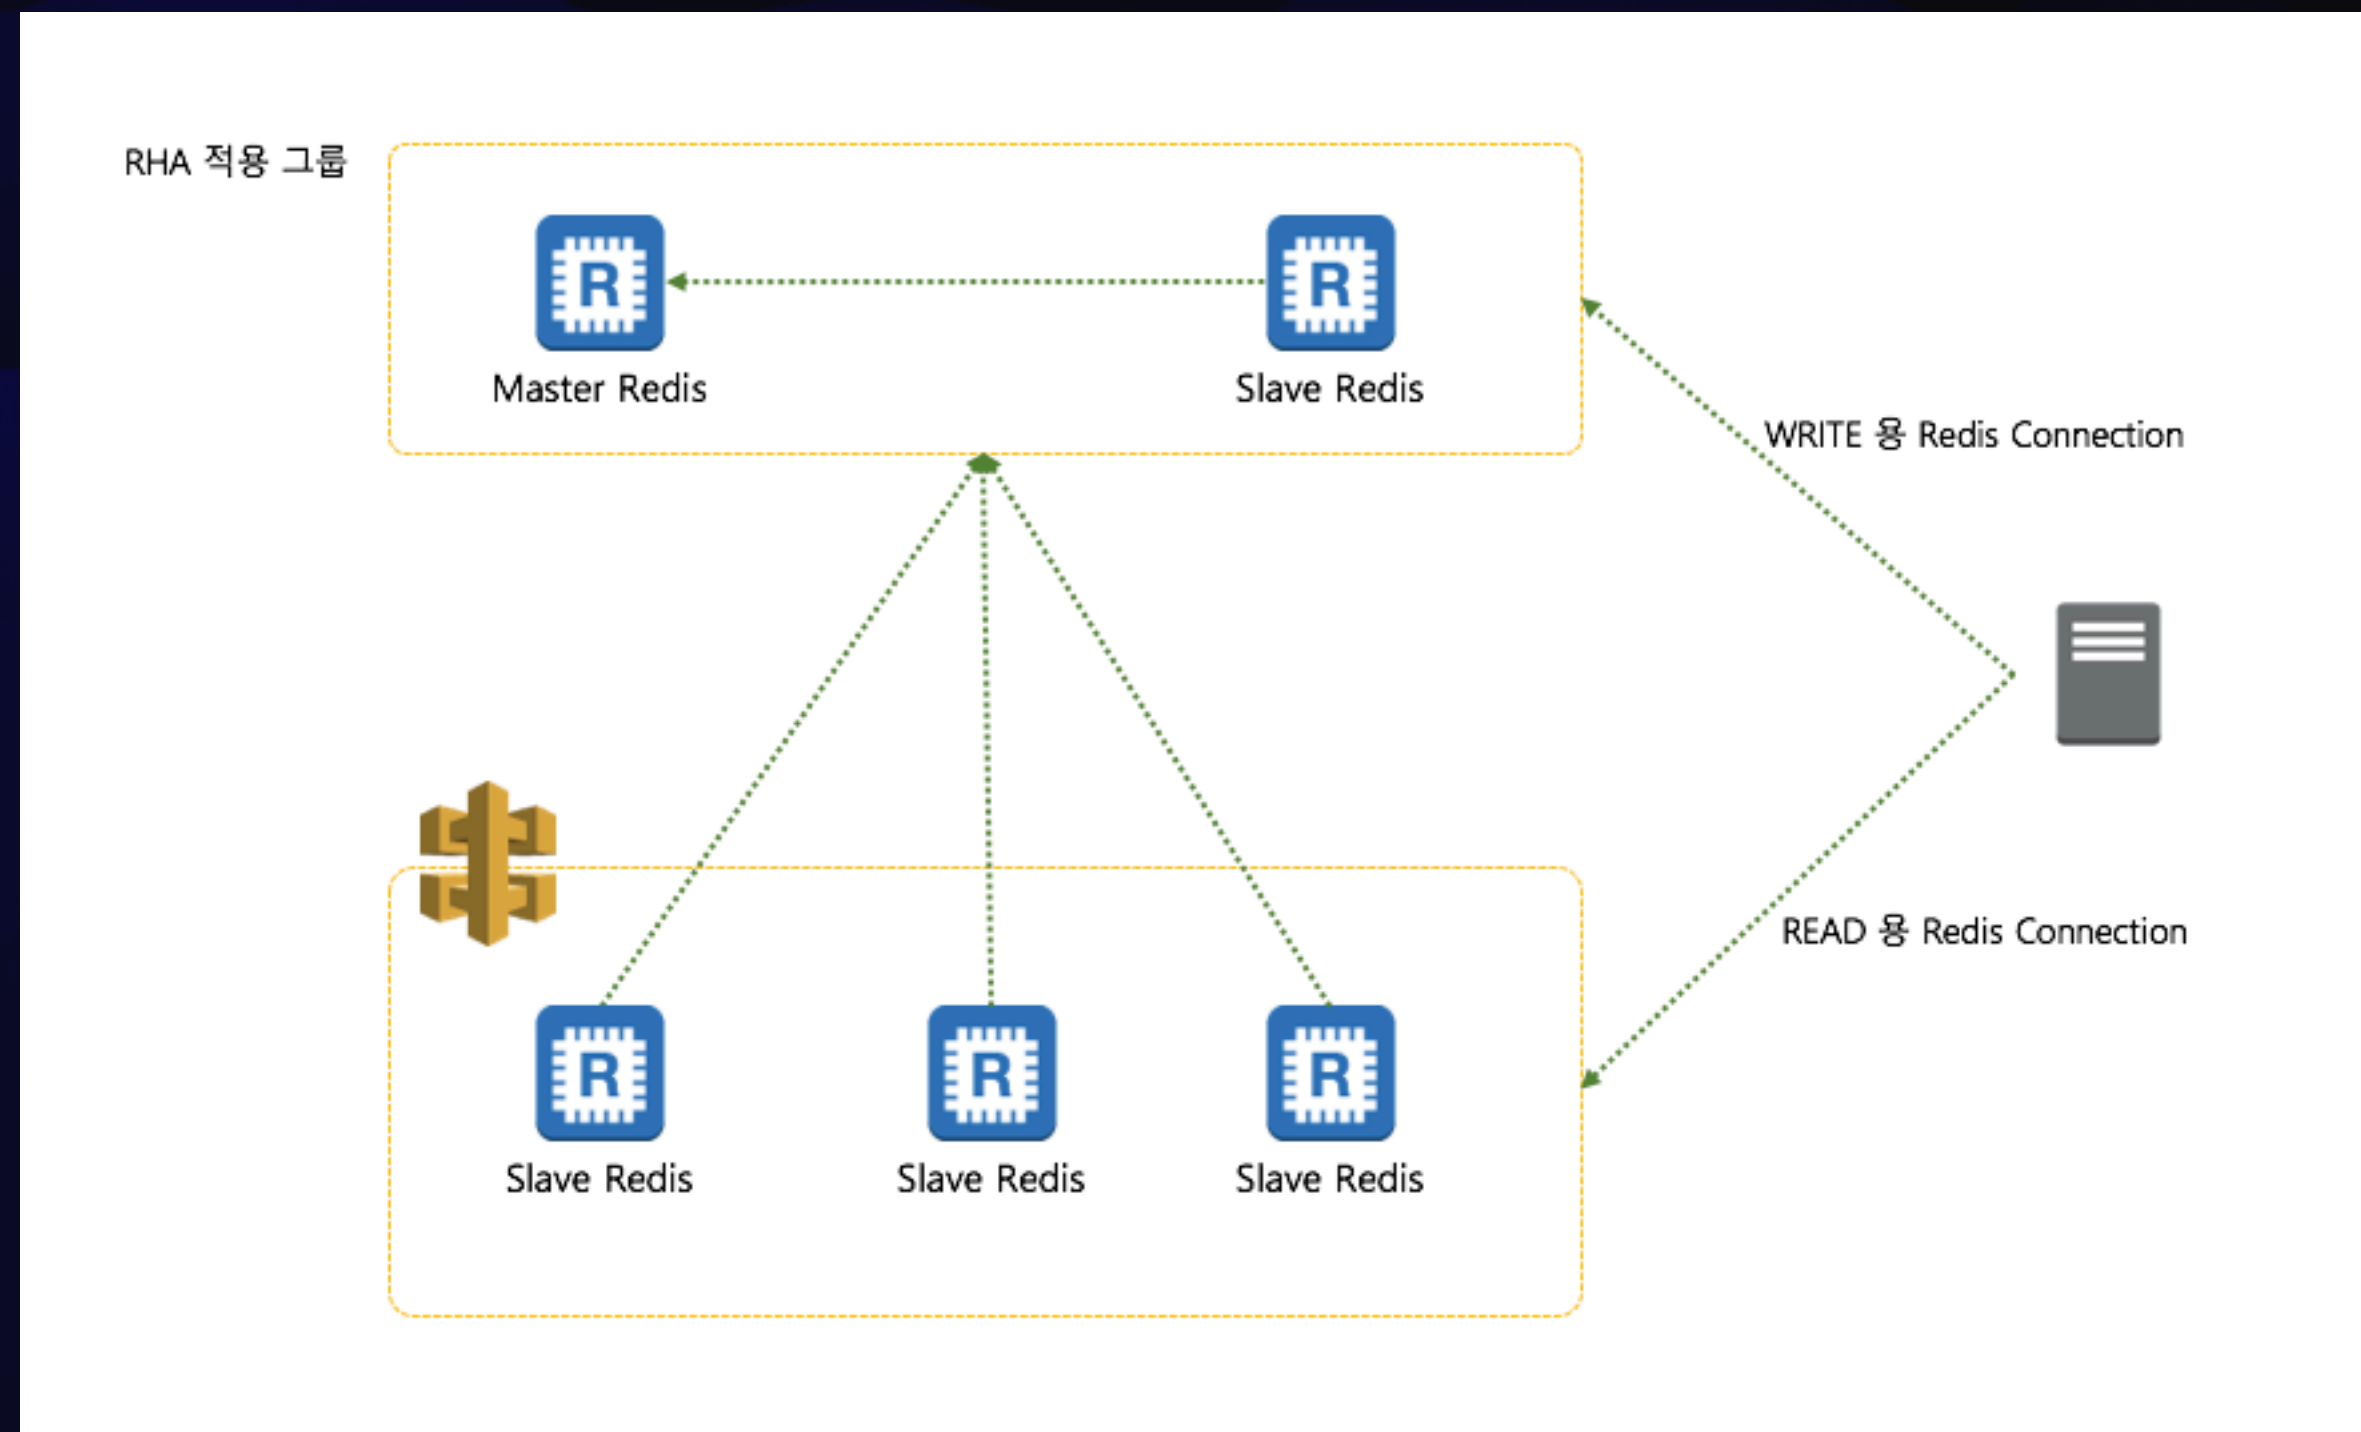 RHA 적용 그룹
Master Redis
Slave Redis
WRITE 용 Redis Connection
READ 용 Redis Connection
Slave Redis
Slave Redis
Slave Redis